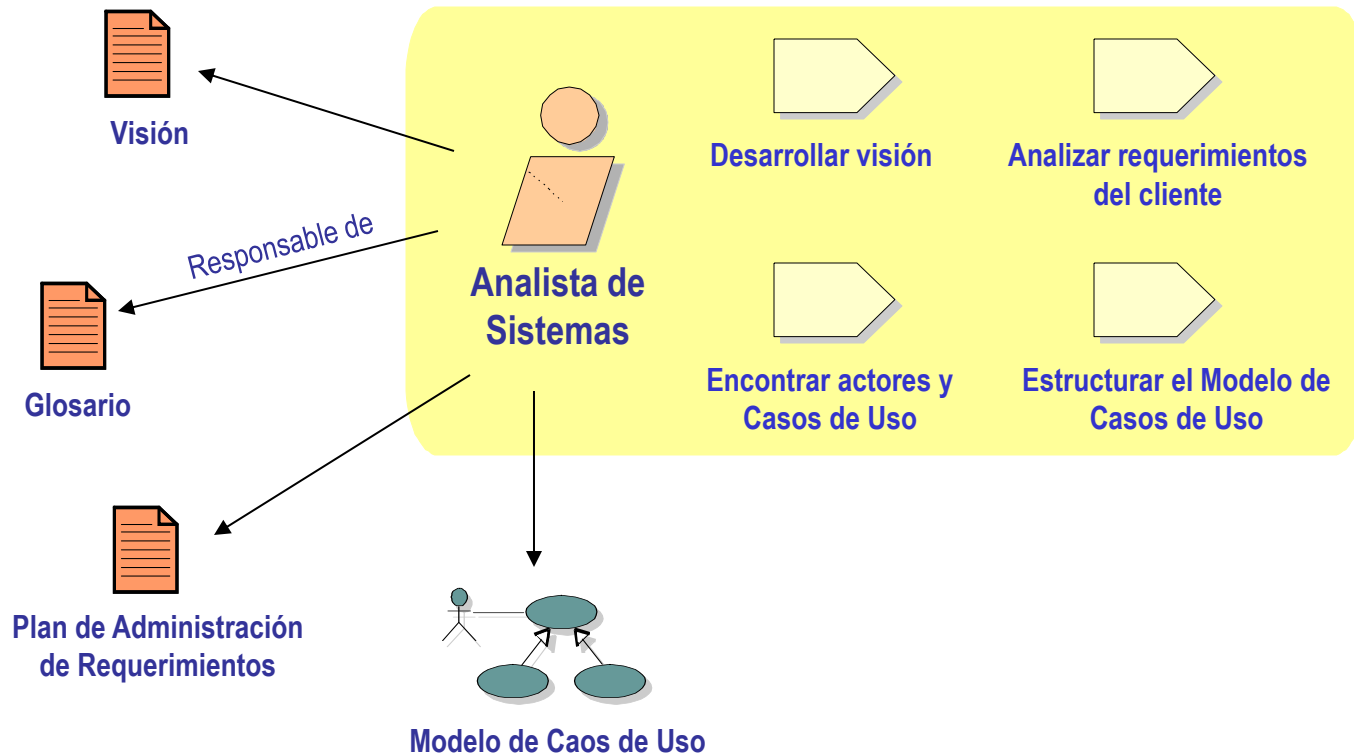 Visión
Responsable de
Glosario
Plan de Administración
de Requerimientos
Analista de
Sistemas
Desarrollar visión
Analizar requerimientos
del cliente
Encontrar actores y
Casos de Uso
Estructurar el Modelo de
Casos de Uso
Modelo de Caos de Uso